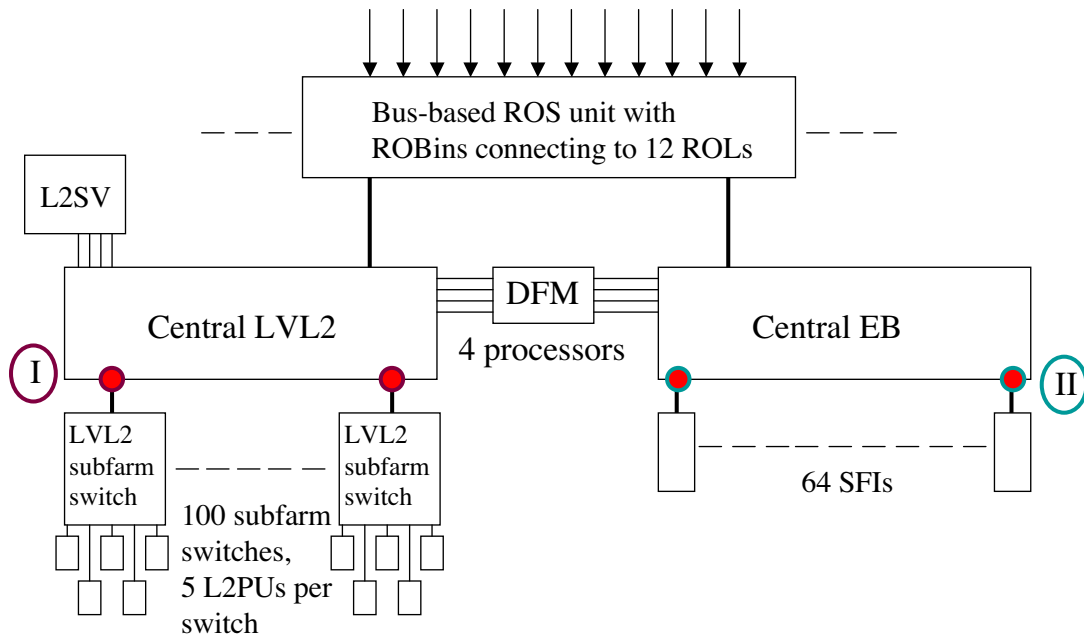 Bus-based ROS unit with
ROBins connecting to 12 ROLs
L2SV
Central LVL2
DFM
4 processors
Central EB
I
II
LVL2
subfarm
switch
LVL2
subfarm
switch
100 subfarm
switches,
5 L2PUs per
switch
64 SFIs